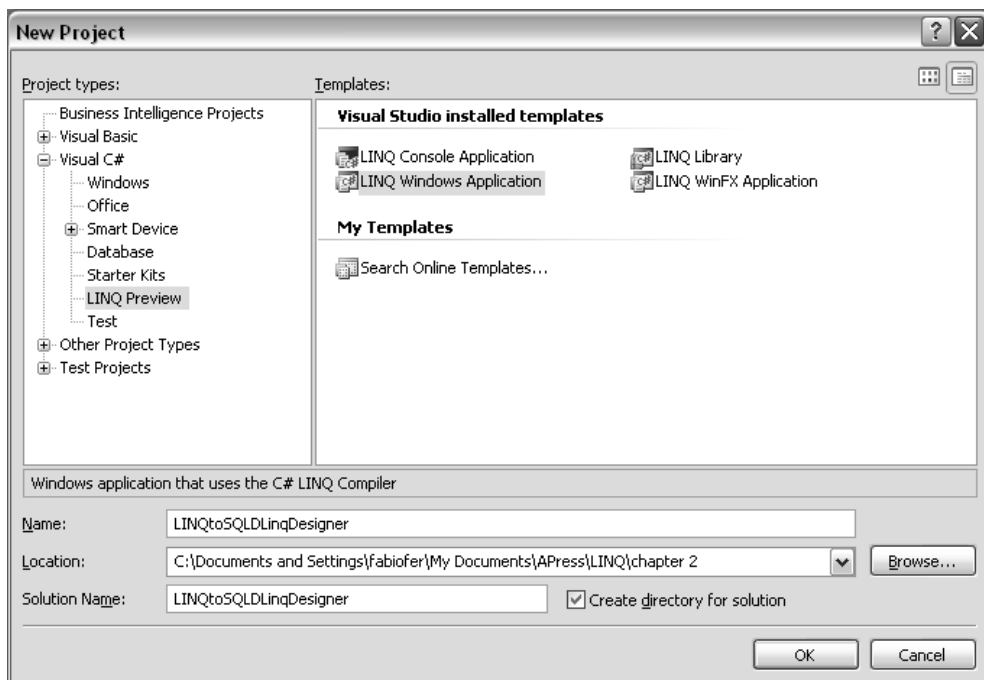 New Project
Project types:
Templates:
Business Intelligence Projects
Visual Basic
Visual C#
Windows
Office
Smart Device
Database
Starter Kits
LINQ Preview
Test
Other Project Types
Test Projects
Visual Studio installed templates
LINQ Console Application
LINQ Library
LINQ Windows Application
LINQ WinFX Application
My Templates
Search Online Templates...
Windows application that uses the C# LINQ Compiler
Name: LINQtoSQLDLinqDesigner
Location: C:\Documents and Settings\fabiofer\My Documents\APress\LINQ\chapter 2 Browse...
Solution Name: LINQtoSQLDLinqDesigner Create directory for solution
OK Cancel